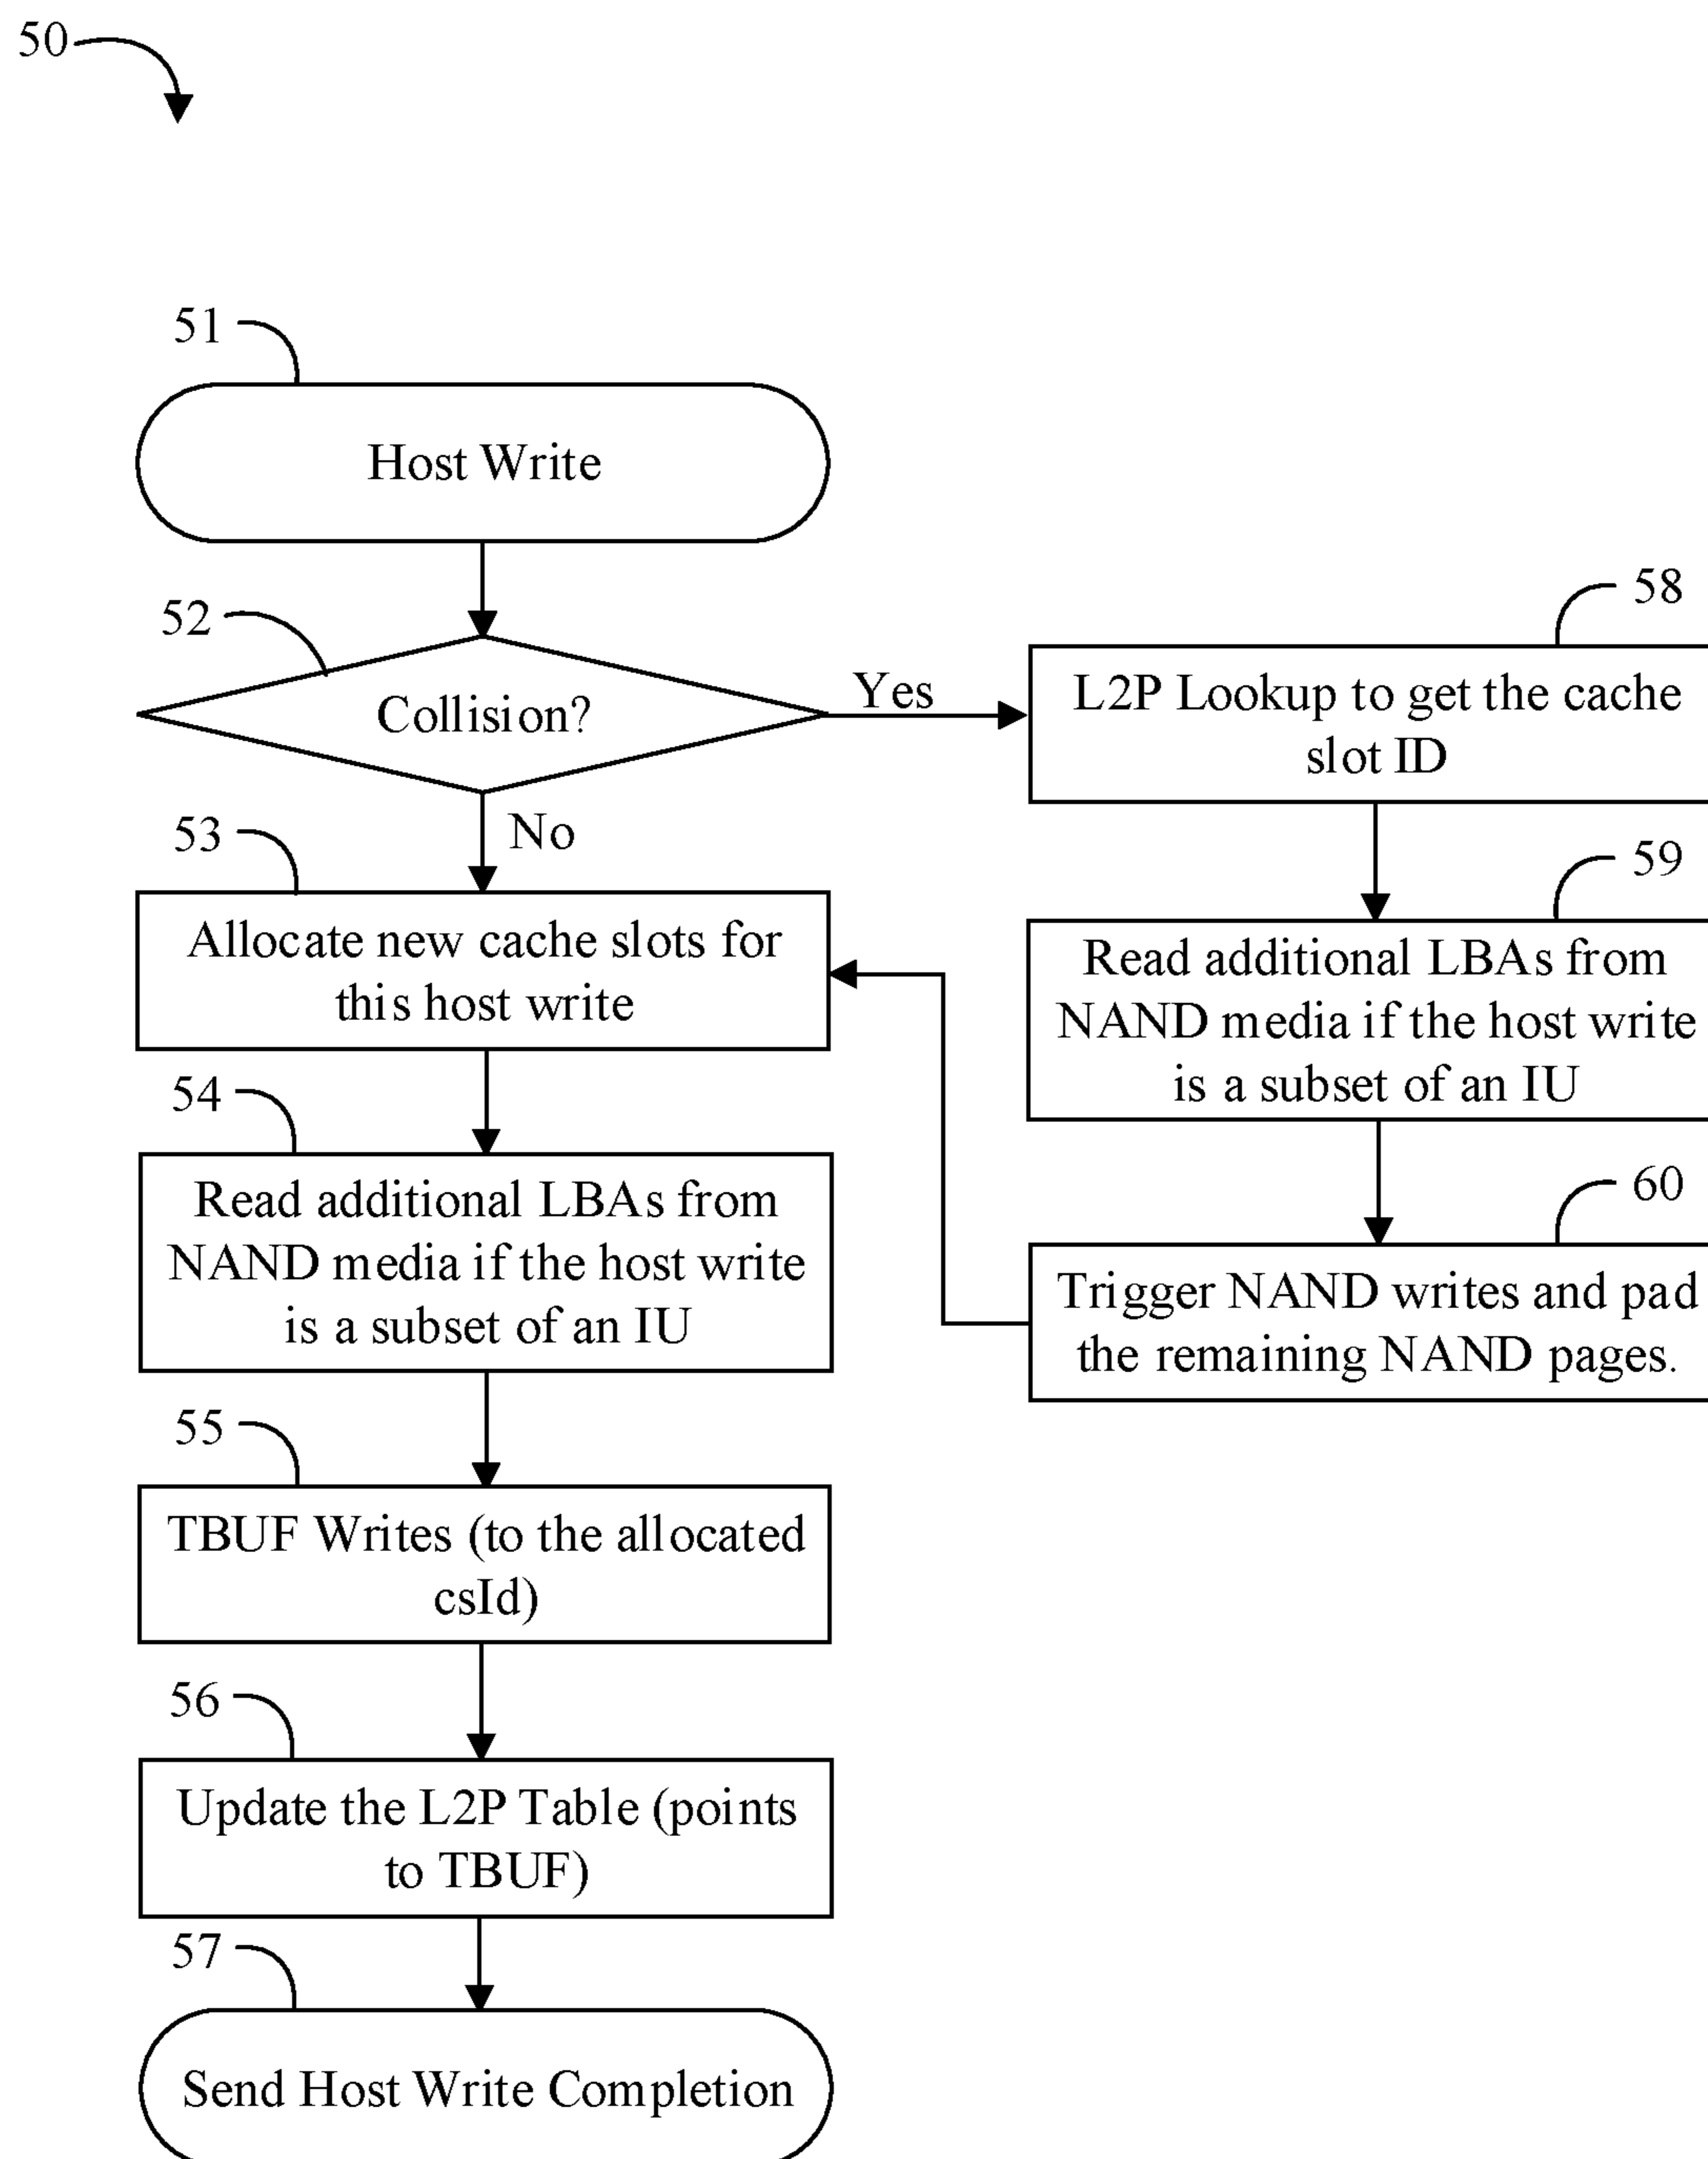 50
51
Host Write
52
Collision?
Yes
No
58
L2P Lookup to get the cache
slot ID
53
Allocate new cache slots for
this host write
59
Read additional LBAs from
NAND media if the host write
is a subset of an IU
54
Read additional LBAs from
NAND media if the host write
is a subset of an IU
60
Trigger NAND writes and pad
the remaining NAND pages.
55
TBUF Writes (to the allocated
csId)
56
Update the L2P Table (points
to TBUF)
57
Send Host Write Completion